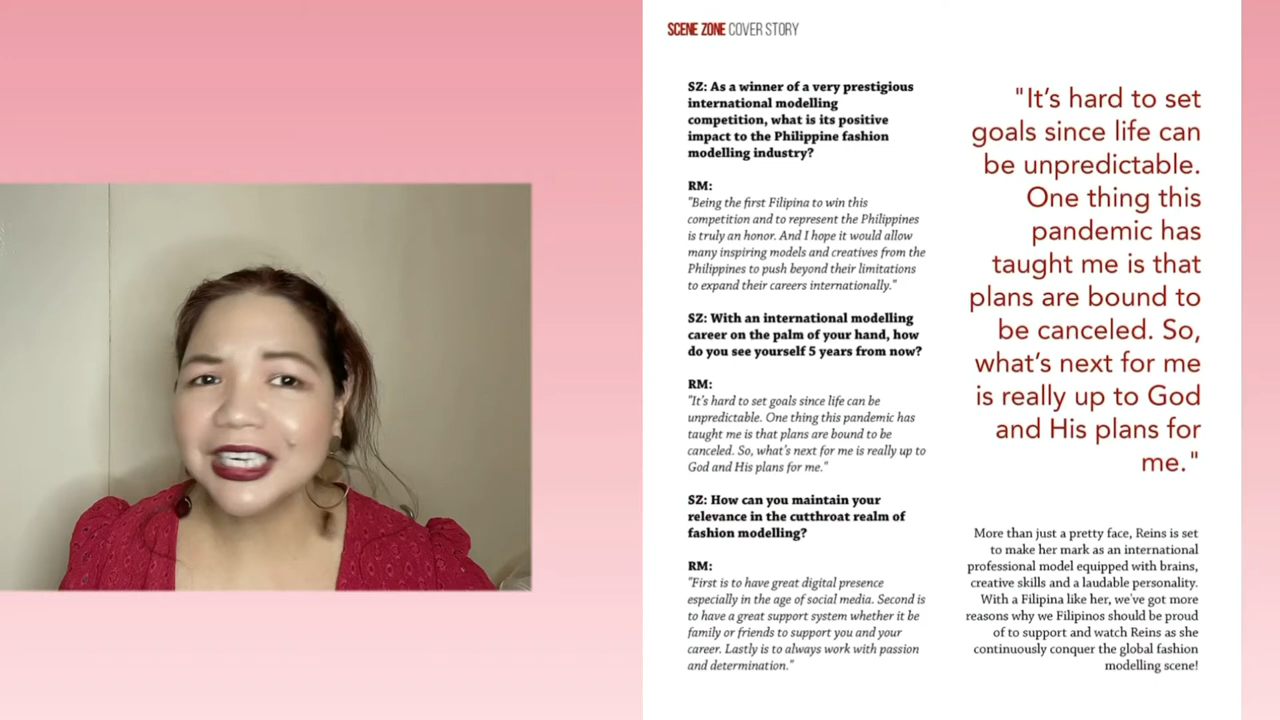 SCENE ZONE COVER STORY
SZ: As a winner of a very prestigious
international modelling
competition, what is its positive
impact to the Philippine fashion
modelling industry?
RM:
"Being the first Filipina to win this
competition and to represent the Philippines
is truly an honor. And I hope it would allow
many inspiring models and creatives from the
Philippines to push beyond their limitations
to expand their careers internationally."
SZ: With an international modelling
career on the palm of your hand, how
do you see yourself 5 years from now?
RM:
"It's hard to set goals since life can be
unpredictable. One thing this pandemic has
taught me is that plans are bound to be
canceled. So, what's next for me is really up to
God and His plans for me."
SZ: How can you maintain your
relevance in the cutthroat realm of
fashion modelling?
RM:
"First is to have great digital presence
especially in the age of social media. Second is
to have a great support system whether it be
family or friends to support you and your
career. Lastly is to always work with passion
and determination."
"It's hard to set
goals since life can
be unpredictable.
One thing this
pandemic has
taught me is that
plans are bound to
be canceled. So,
what's next for me
is really up to God
and His plans for
me."
More than just a pretty face, Reins is set
to make her mark as an international
professional model equipped with brains,
creative skills and a laudable personality.
With a Filipina like her, we've got more
reasons why we Filipinos should be proud
of to support and watch Reins as she
continuously conquer the global fashion
modelling scene!